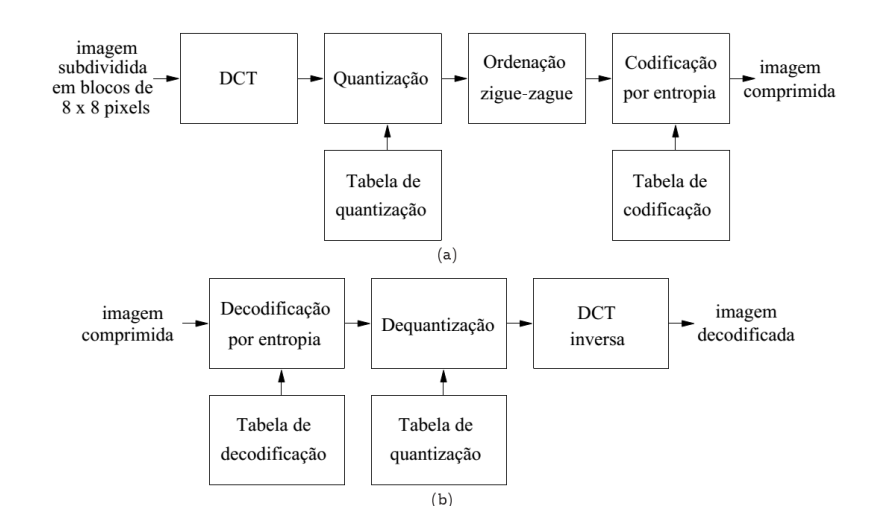 imagem
subdividida
em blocos de
8 x 8 pixels
DCT
Quantização
Ordenação
zigue-zague
Codificação
por entropia
imagem
comprimida
Tabela de
quantização
Tabela de
codificação
(a)
imagem
comprimida
Decodificação
por entropia
Dequantização
DCT
inversa
imagem
decodificada
Tabela de
decodificação
Tabela de
quantização
(b)